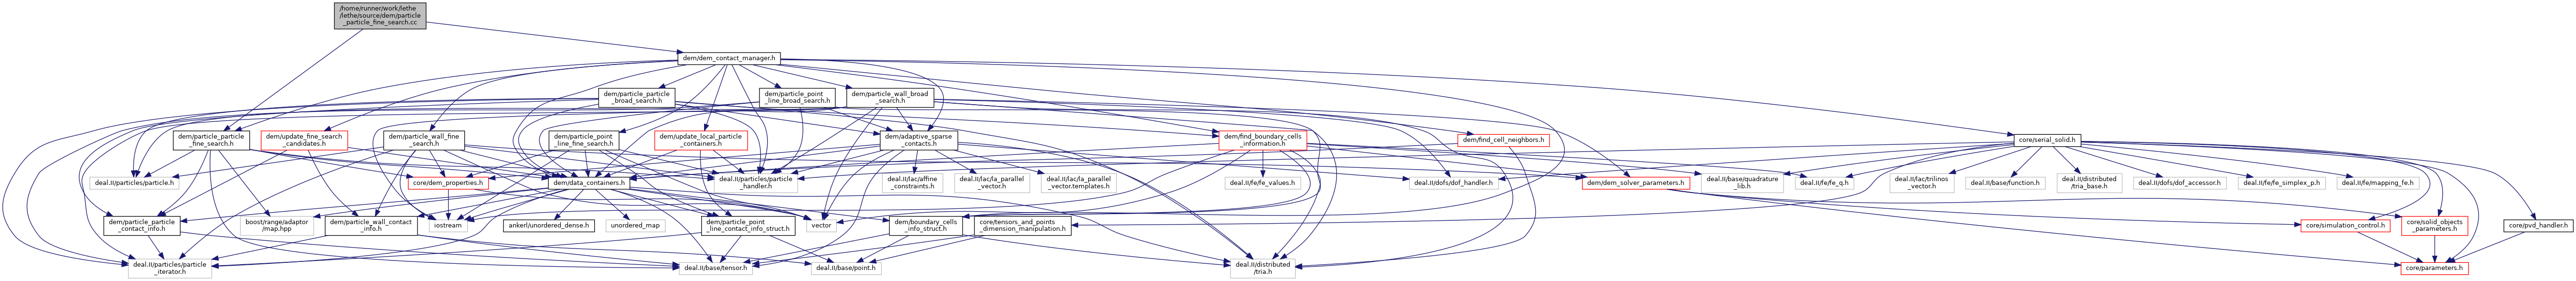 /home/runner/work/lethe
/lethe/source/dem/particle
_particle_fine_search.cc
dem/dem_contact_manager.h
dem/particle_particle
_broad_search.h
dem/particle_point
_line_broad_search.h
dem/particle_wall_broad
_search.h
dem/particle_particle
_fine_search.h
dem/update_fine_search
_candidates.h
dem/particle_wall_fine
_search.h
dem/particle_point
_line_fine_search.h
dem/update_local_particle
_containers.h
dem/adaptive_sparse
_contacts.h
dem/find_boundary_cells
_information.h
dem/find_cell_neighbors.h
core/serial_solid.h
deal.II/particles/particle.h
core/dem_properties.h
dem/data_containers.h
deal.II/particles/particle
_handler.h
deal.II/lac/affine
_constraints.h
deal.II/lac/la_parallel
_vector.h
deal.II/lac/la_parallel
_vector.templates.h
deal.II/fe/fe_values.h
deal.II/dofs/dof_handler.h
dem/dem_solver_parameters.h
deal.II/base/quadrature
_lib.h
deal.II/fe/fe_q.h
deal.II/lac/trilinos
_vector.h
deal.II/base/function.h
deal.II/distributed
/tria_base.h
deal.II/dofs/dof_accessor.h
deal.II/fe/fe_simplex_p.h
deal.II/fe/mapping_fe.h
dem/particle_particle
_contact_info.h
boost/range/adaptor
/map.hpp
dem/particle_wall_contact
_info.h
iostream
ankerl/unordered_dense.h
unordered_map
dem/particle_point
_line_contact_info_struct.h
vector
dem/boundary_cells
_info_struct.h
core/tensors_and_points
_dimension_manipulation.h
core/simulation_control.h
core/solid_objects
_parameters.h
core/pvd_handler.h
deal.II/particles/particle
_iterator.h
deal.II/base/tensor.h
deal.II/base/point.h
deal.II/distributed
/tria.h
core/parameters.h